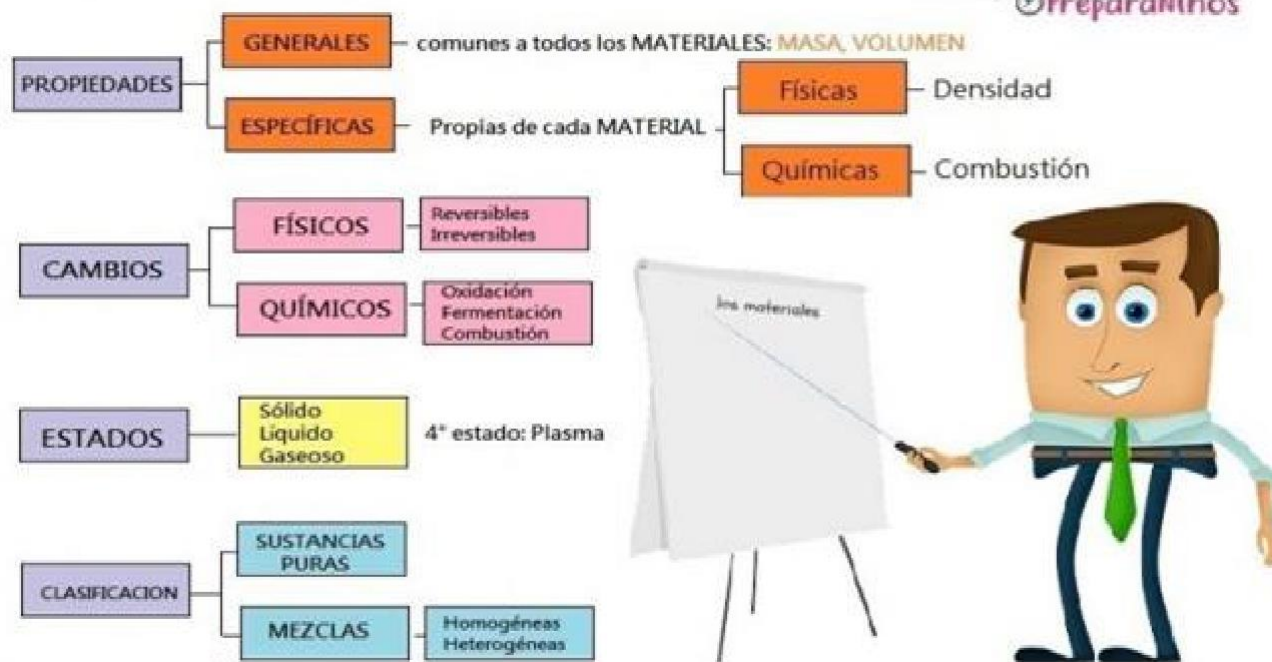 PreparaNiños
PROPIEDADES
GENERALES
comunes a todos los MATERIALES: MASA, VOLUMEN
ESPECÍFICAS
Propias de cada MATERIAL
Físicas
Densidad
Químicas
Combustión
CAMBIOS
FÍSICOS
Reversibles
Irreversibles
QUÍMICOS
Oxidación
Fermentación
Combustión
los materiales
ESTADOS
Sólido
Líquido
Gaseoso
4° estado: Plasma
CLASIFICACION
SUSTANCIAS
PURAS
MEZCLAS
Homogéneas
Heterogéneas